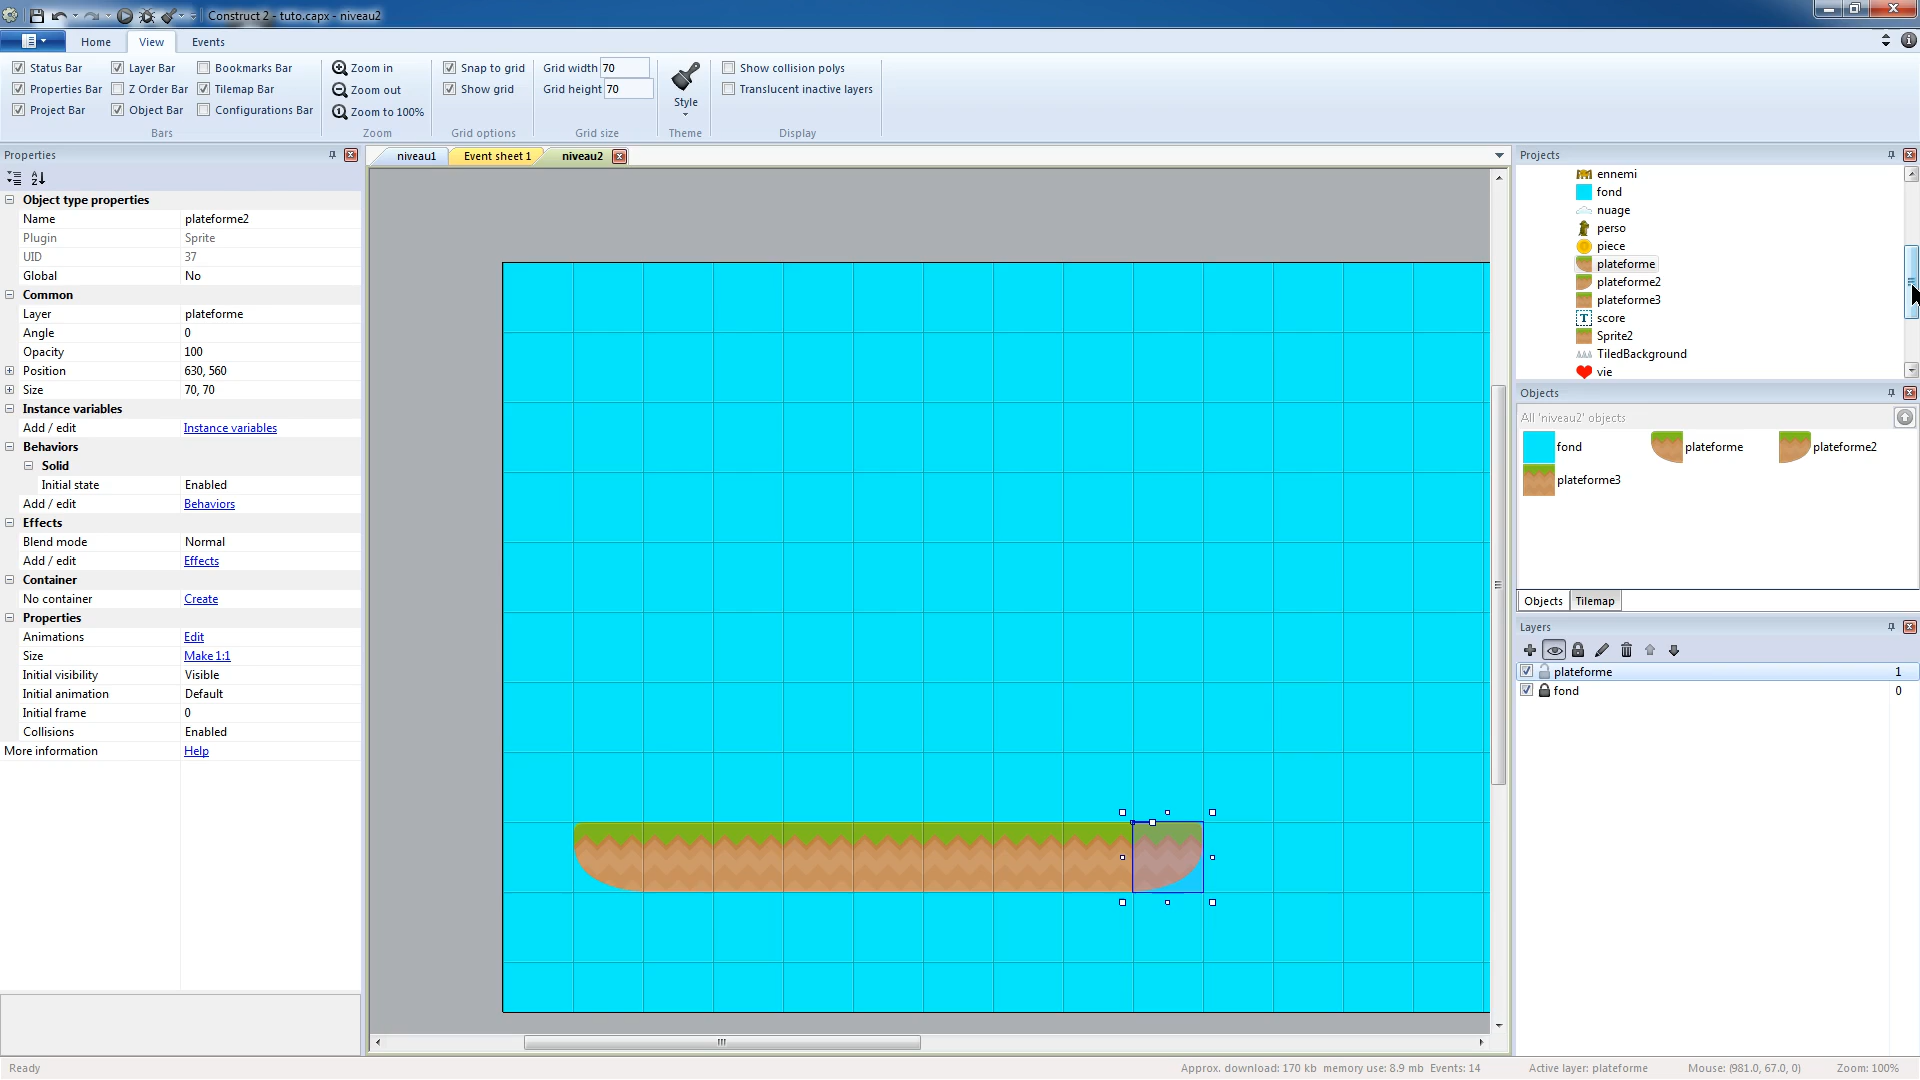 Construct 2 - tuto.capx - niveau2
Home View Events
Status Bar Layer Bar Bookmarks Bar Zoom in Snap to grid Grid width 70 Show collision polys
Properties Bar Z Order Bar Tilemap Bar Zoom out Show grid Grid height 70 Translucent inactive layers
Project Bar Object Bar Configurations Bar Zoom to 100% Style
Bars Zoom Grid options Grid size Theme Display
Properties
niveau1 Event sheet 1 niveau2
Projects
Object type properties
Name plateforme2
Plugin Sprite
UID 37
Global No
Common
Layer plateforme
Angle 0
Opacity 100
Position 630, 560
Size 70, 70
Instance variables
Add / edit Instance variables
Behaviors
Solid
Initial state Enabled
Add / edit Behaviors
Effects
Blend mode Normal
Add / edit Effects
Container
No container Create
Properties
Animations Edit
Size Make 1:1
Initial visibility Visible
Initial animation Default
Initial frame 0
Collisions Enabled
More information Help
ennemi
fond
nuage
perso
piece
plateforme
plateforme2
plateforme3
T score
Sprite2
TiledBackground
vie
Objects
All 'niveau2' objects
fond plateforme plateforme2
plateforme3
Objects Tilemap
Layers
plateforme 1
fond 0
Ready Approx. download: 170 kb memory use: 8.9 mb Events: 14 Active layer: plateforme Mouse: (981.0, 67.0, 0) Zoom: 100%